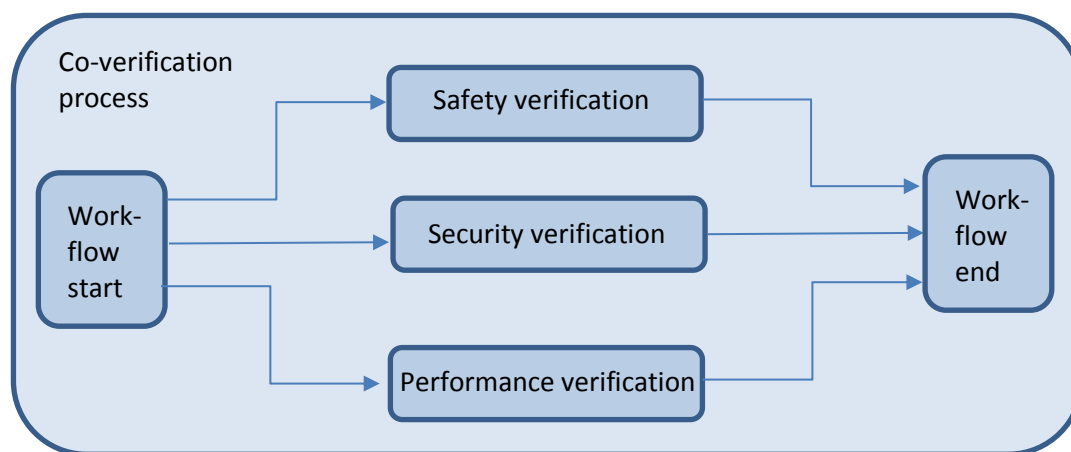 Co-verification
process
Safety verification
Work-
flow
start
Security verification
Work-
flow
end
Performance verification